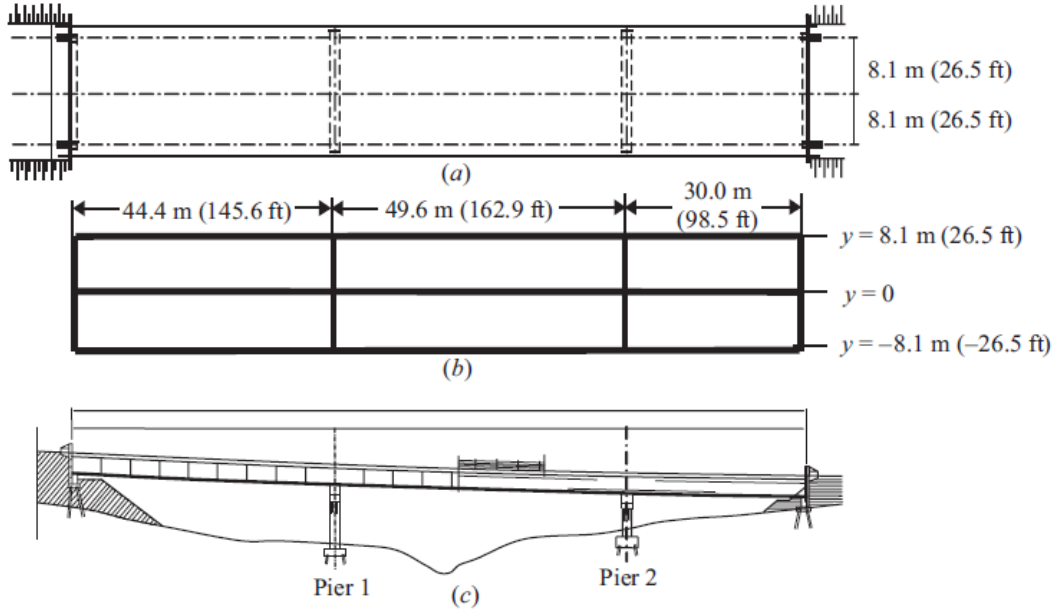 8.1 m (26.5 ft)
8.1 m (26.5 ft)
(a)
44.4 m (145.6 ft)
49.6 m (162.9 ft)
30.0 m
(98.5 ft)
y = 8.1 m (26.5 ft)
y = 0
y = –8.1 m (–26.5 ft)
(b)
Pier 1
Pier 2
(c)